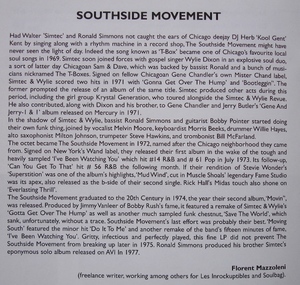 SOUTHSIDE MOVEMENT
Had Walter 'Simtec' and Ronald Simmons not caught the ears of Chicago deejay DJ Herb 'Kool Gent'
Kent by singing along with a rhythm machine in a record shop, The Southside Movement might have
never seen the light of day. Indeed the song known as 'T-Box' became one of Chicago's favourite local
soul songs in 1969. Simtec soon joined forces with gospel singer Wylie Dixon in an explosive soul duo,
a sort of latter day Chicagoan Sam & Dave, which was backed by bassist Ronald and a bunch of musi-
cians nicknamed The T-Boxes. Signed on fellow Chicagoan Gene Chandler's own Mister Chand label,
Simtec & Wylie scored two hits in 1971 with "Gonna Get Over The Hump" and "Bootleggin'". The
former prompted the release of an album the same title. Simtec produced other acts during this
period, including the girl group Krystal Generation, who toured alongside the Simtec & Wylie Revue.
He also contributed, along with Dixon and his brother, to Gene Chandler and Jerry Butler's 'Gene And
Jerry-1 & 1' album released on Mercury in 1971.
In the shadow of Simtec & Wylie, bassist Ronald Simmons and guitarist Bobby Pointer started doing
their own funk thing, joined by vocalist Melvin Moore, keyboardist Morris Beeks, drummer Willie Hayes,
alto saxophonist Milton Johnson, trumpeter Steve Hawkins, and trombonist Bill McFarland.
The octet became The Southside Movement in 1972, named after the Chicago neighborhood they came
from. Signed on New York's Wand label, they released their first album in the wake of the tough and
heavily sampled 'I've Been Watching You' which hit at #14 R&B and # 61 Pop in July 1973. Its follow-up,
'Can You Get To That' hit # 56 R&B the following month. If their rendition of Stevie Wonder's
'Superstition' was one of the album's highlights, 'Mud Wind', cut in Muscle Shoals' legendary Fame Studio
was its apex, also released as the b-side of their second single. Rick Hall's Midas touch also shone on
'Everlasting Thrill'.
The Southside Movement graduated to the 20th Century in 1974, the year their second album, 'Movin'',
was released. Produced by Jimmy Vanleer of Bobby Rush's fame, it featured a remake of Simtec & Wylie's
'Gotta Get Over The Hump' as well as another much sampled funk chestnut, 'Save The World', which
sank, unfortunately, without a trace. Southside Movement's last effort was probably their best. 'Moving
South' featured the minor hit 'Do It To Me' and another remake of the band's fifteen minutes of fame,
'I've Been Watching You'. Gritty, infectious and perfectly played, this fine LP did not prevent The
Southside Movement from breaking up later in 1975. Ronald Simmons produced his brother Simtec's
eponymous solo album released on AVI in 1977.
Florent Mazzoleni
(freelance writer, working among others for Les Inrockuptibles and Soulbag).